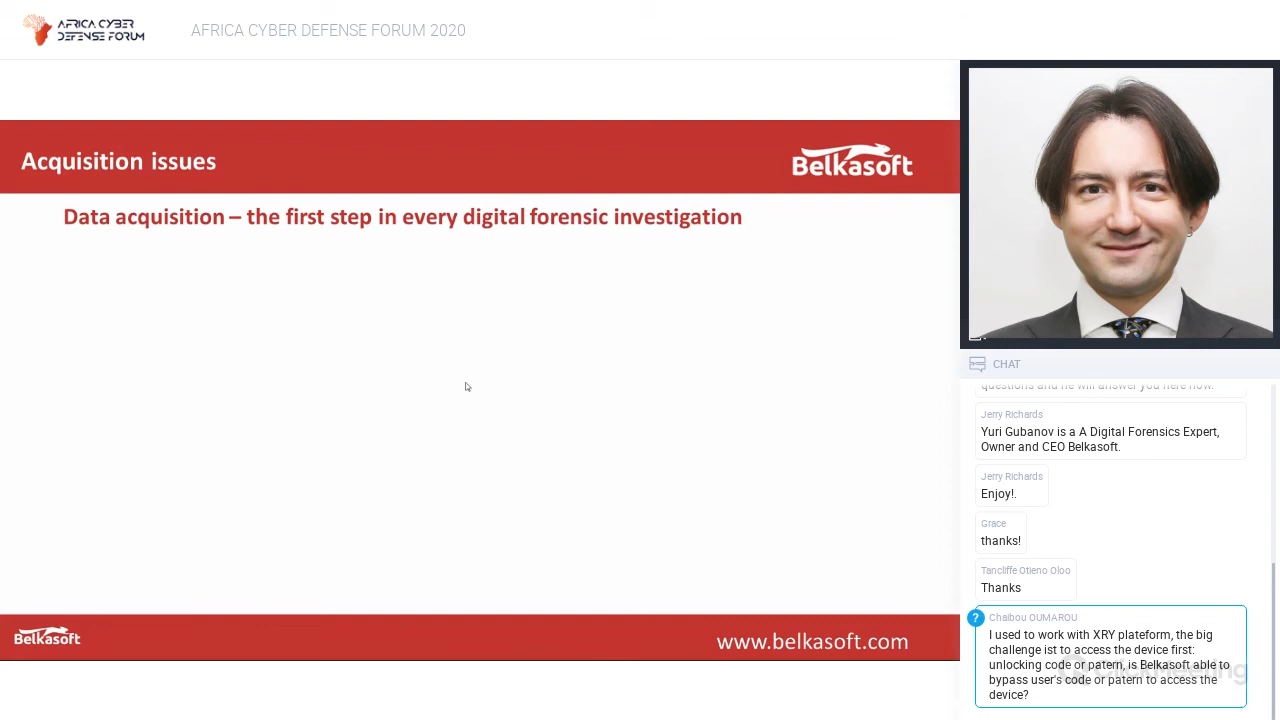 AFRICA CYBER
DEFENSE FORUM
AFRICA CYBER DEFENSE FORUM 2020
Acquisition issues
Belkasoft
Data acquisition – the first step in every digital forensic investigation
Belkasoft
www.belkasoft.com
CHAT
questions and he will answer you here now.
Jerry Richards
Yuri Gubanov is a A Digital Forensics Expert,
Owner and CEO Belkasoft.
Jerry Richards
Enjoy!.
Grace
thanks!
Tancliffe Otieno Oloo
Thanks
?
Chaibou OUMAROU
I used to work with XRY plateform, the big
challenge ist to access the device first:
unlocking code or patern, is Belkasoft able to
bypass user's code or patern to access the
device?
ClickMeeting